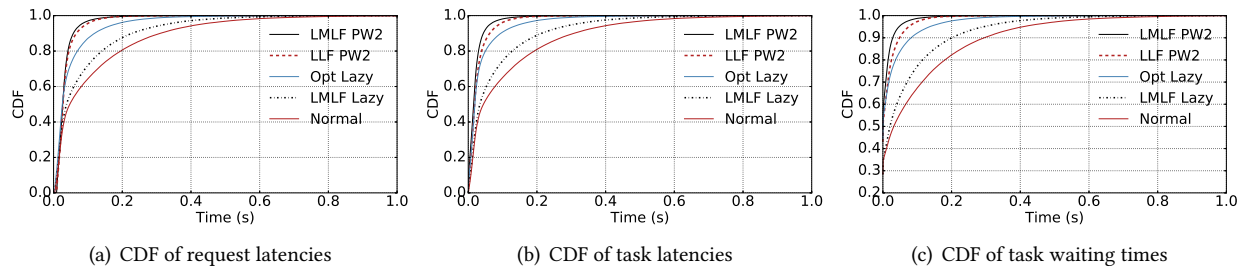 1.0
0.8
0.6
0.4
0.2
0.0
CDF
0.0 0.2 0.4 0.6 0.8 1.0
Time (s)
LMLF PW2
LLF PW2
Opt Lazy
LMLF Lazy
Normal
(a) CDF of request latencies
1.0
0.8
0.6
0.4
0.2
0.0
CDF
0.0 0.2 0.4 0.6 0.8 1.0
Time (s)
LMLF PW2
LLF PW2
Opt Lazy
LMLF Lazy
Normal
(b) CDF of task latencies
1.0
0.9
0.8
0.7
0.6
0.5
0.4
0.3
0.2
CDF
0.0 0.2 0.4 0.6 0.8 1.0
Time (s)
LMLF PW2
LLF PW2
Opt Lazy
LMLF Lazy
Normal
(c) CDF of task waiting times